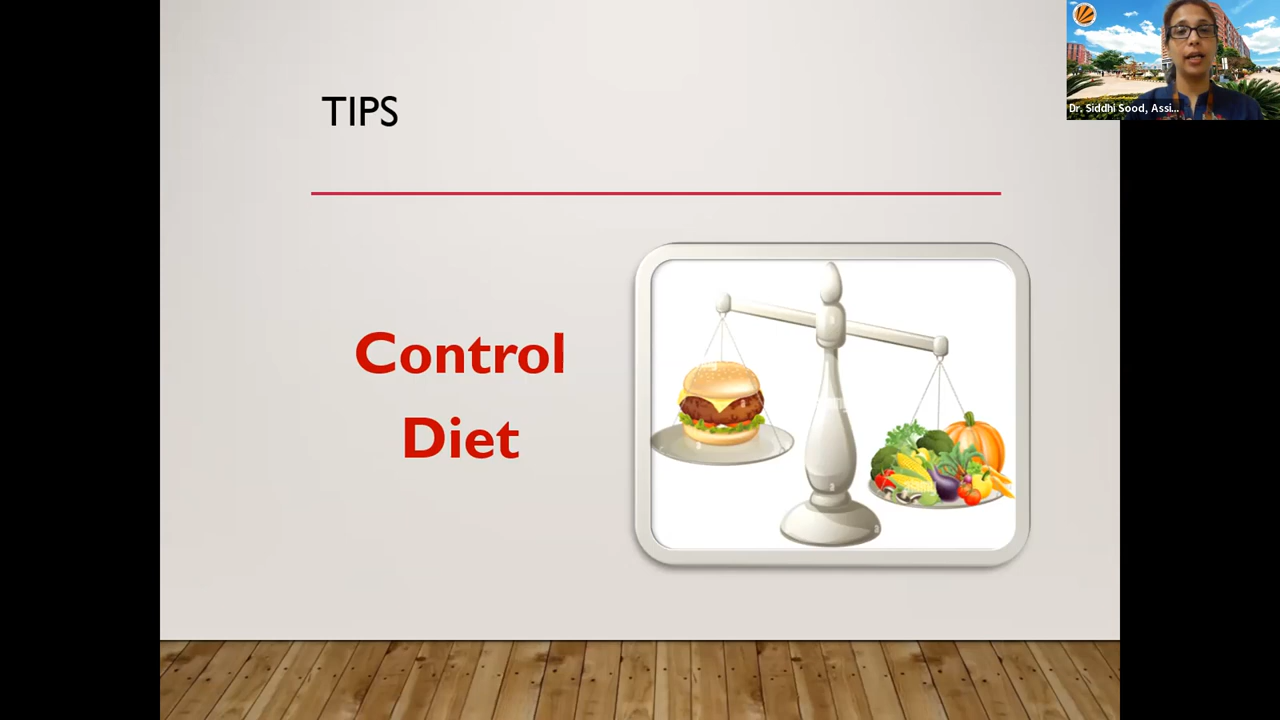 TIPS
Control
Diet
Dr. Siddhi Sood, Assi...